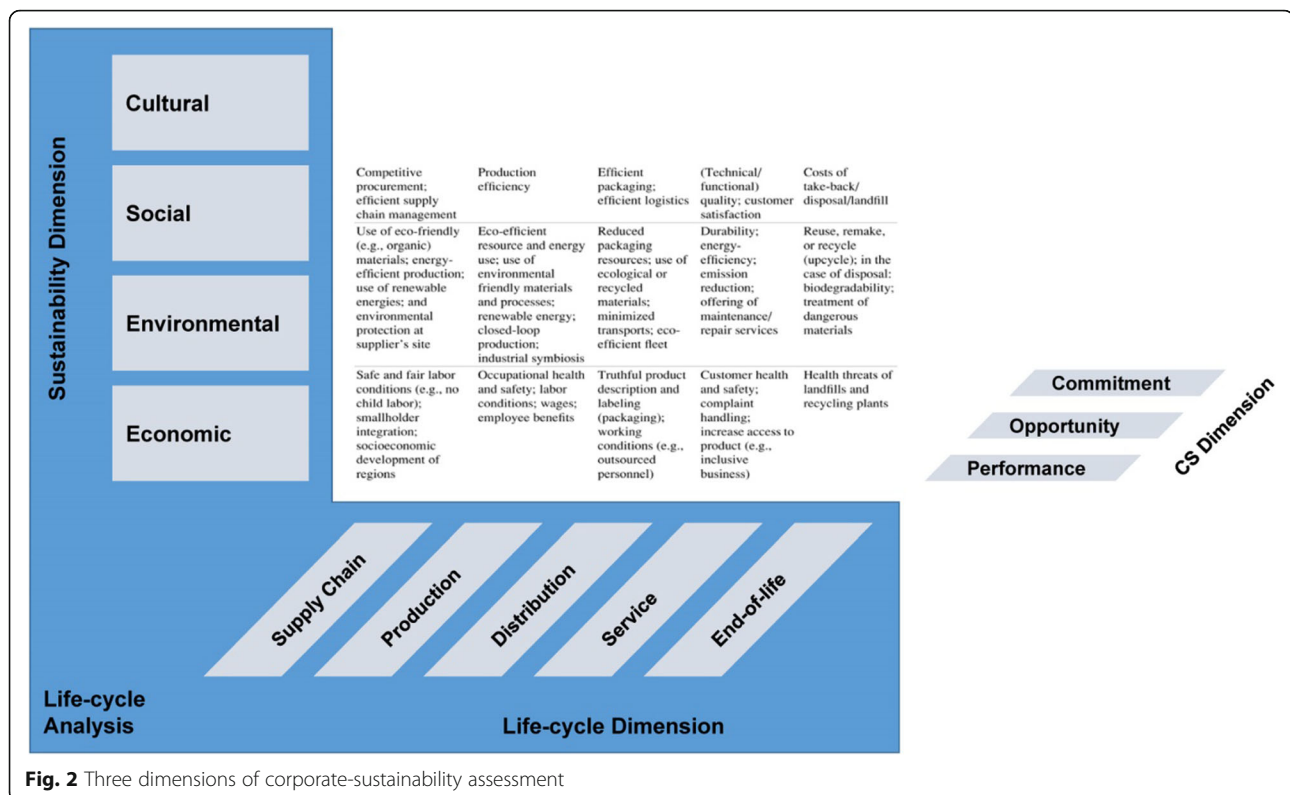 Sustainability Dimension
Cultural
Social
Environmental
Economic
Competitive
procurement;
efficient supply
chain management
Production
efficiency
Efficient
packaging;
efficient logistics
(Technical/
functional)
quality; customer
satisfaction
Costs of
take-back/
disposal/landfill
Use of eco-friendly
(e.g., organic)
materials; energy-
efficient production;
use of renewable
energies; and
environmental
protection at
supplier's site
Eco-efficient
resource and energy
use; use of
environmental
friendly materials
and processes;
renewable energy;
closed-loop
production;
industrial symbiosis
Reduced
packaging
resources; use of
ecological or
recycled
materials;
minimized
transports; eco-
efficient fleet
Durability;
energy-
efficiency;
emission
reduction;
offering of
maintenance/
repair services
Reuse, remake,
or recycle
(upcycle); in the
case of disposal:
biodegradability;
treatment of
dangerous
materials
Safe and fair labor
conditions (e.g., no
child labor);
smallholder
integration;
socioeconomic
development of
regions
Occupational health
and safety; labor
conditions; wages;
employee benefits
Truthful product
description and
labeling
(packaging);
working
conditions (e.g.,
outsourced
personnel)
Customer health
and safety;
complaint
handling;
increase access to
product (e.g.,
inclusive
business)
Health threats of
landfills and
recycling plants
Commitment
Opportunity
Performance
CS Dimension
Supply Chain
Production
Distribution
Service
End-of-life
Life-cycle
Analysis
Life-cycle Dimension
Fig. 2 Three dimensions of corporate-sustainability assessment